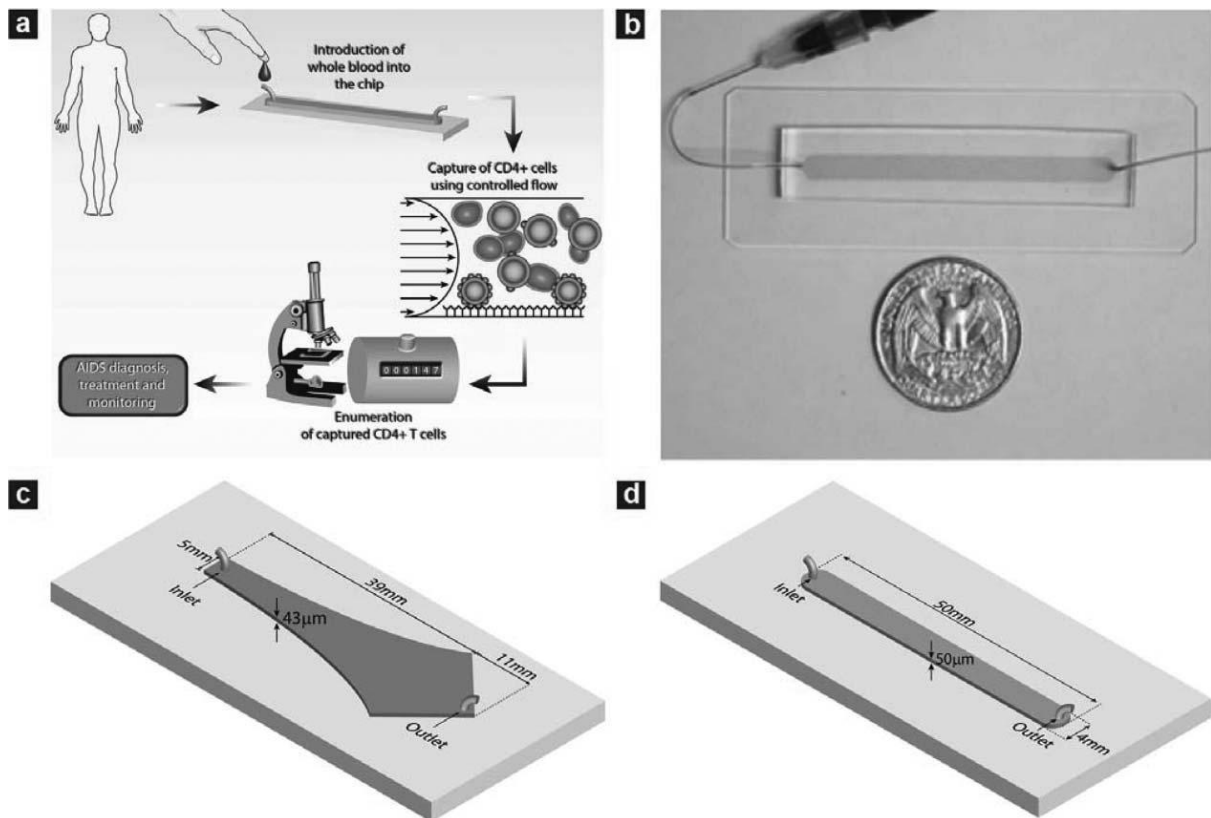 a
Introduction of
whole blood into
the chip
Capture of CD4+ cells
using controlled flow
000147
AIDS diagnosis,
treatment and
monitoring
Enumeration
of captured CD4+ T cells
b
c
5mm
Inlet
39mm
43μm
11mm
Outlet
d
Inlet
50mm
50μm
Outlet
4mm